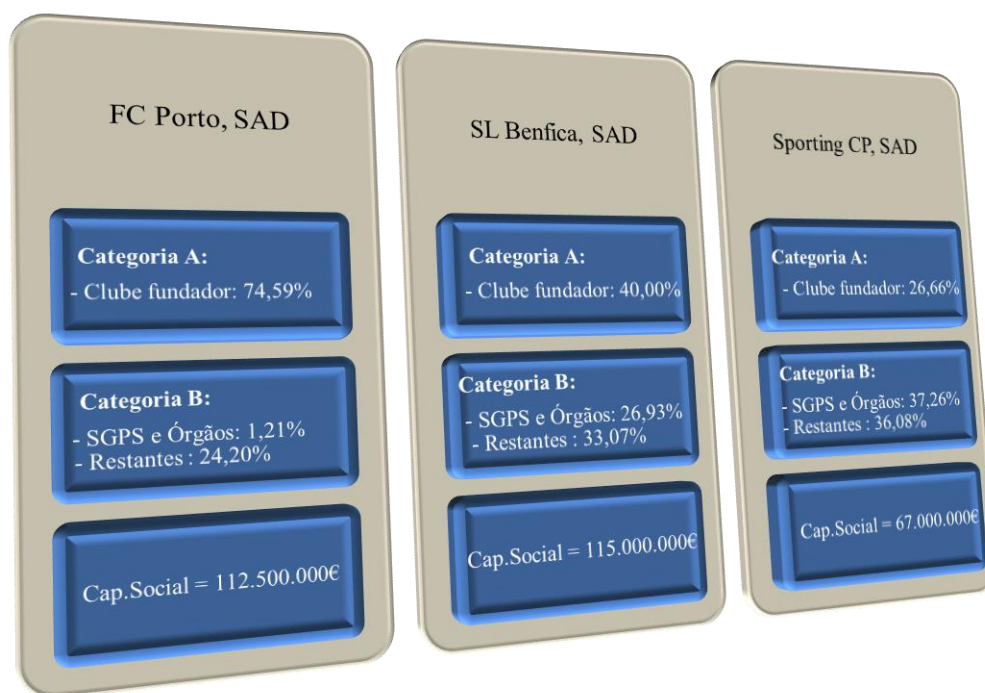 FC Porto, SAD
Categoria A:
- Clube fundador: 74,59%
Categoria B:
- SGPS e Órgãos: 1,21%
- Restantes : 24,20%
Cap.Social = 112.500.000€
SL Benfica, SAD
Categoria A:
- Clube fundador: 40,00%
Categoria B:
- SGPS e Órgãos: 26,93%
- Restantes : 33,07%
Cap.Social = 115.000.000€
Sporting CP, SAD
Categoria A:
- Clube fundador: 26,66%
Categoria B:
- SGPS e Órgãos: 37,26%
- Restantes : 36,08%
Cap.Social = 67.000.000€